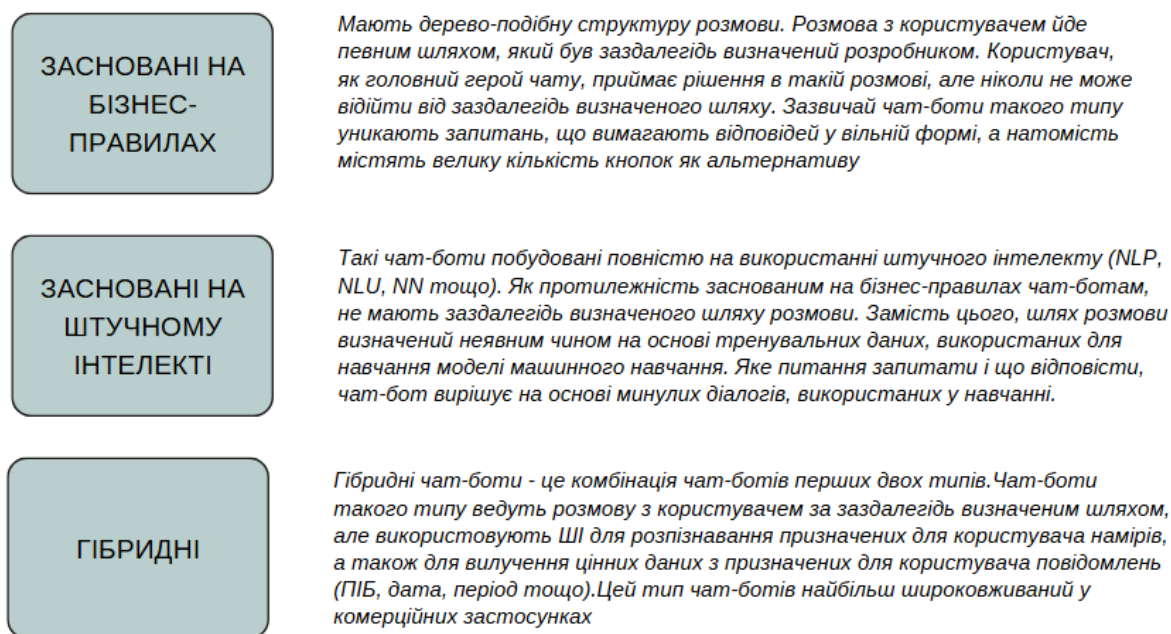 ЗАСНОВАНІ НА
БІЗНЕС-
ПРАВИЛАХ
Мають дерево-подібну структуру розмови. Розмова з користувачем йде
певним шляхом, який був заздалегідь визначений розробником. Користувач,
як головний герой чату, приймає рішення в такій розмові, але ніколи не може
відійти від заздалегідь визначеного шляху. Зазвичай чат-боти такого типу
уникають запитань, що вимагають відповідей у вільній формі, а натомість
містять велику кількість кнопок як альтернативу
ЗАСНОВАНІ НА
ШТУЧНОМУ
ІНТЕЛЕКТІ
Такі чат-боти побудовані повністю на використанні штучного інтелекту (NLP,
NLU, NN тощо). Як протилежність заснованим на бізнес-правилах чат-ботам,
не мають заздалегідь визначеного шляху розмови. Замість цього, шлях розмови
визначений неявним чином на основі тренувальних даних, використаних для
навчання моделі машинного навчання. Яке питання запитати і що відповісти,
чат-бот вирішує на основі минулих діалогів, використаних у навчанні.
ГІБРИДНІ
Гібридні чат-боти - це комбінація чат-ботів перших двох типів.Чат-боти
такого типу ведуть розмову з користувачем за заздалегідь визначеним шляхом,
але використовують ШІ для розпізнавання призначених для користувача намірів,
а також для вилучення цінних даних з призначених для користувача повідомлень
(ПІБ, дата, період тощо).Цей тип чат-ботів найбільш широковживаний у
комерційних застосунках